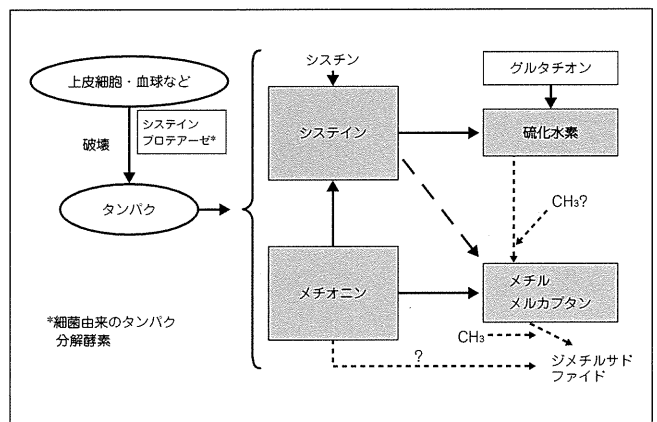 上皮細胞・血球など
破壊
システイン
プロテアーゼ*
タンパク
*細菌由来のタンパク
分解酵素
シスチン
システイン
メチオニン
グルタチオン
硫化水素
CH₃?
メチル
メルカプタン
CH₃
?
ジメチルサド
ファイド